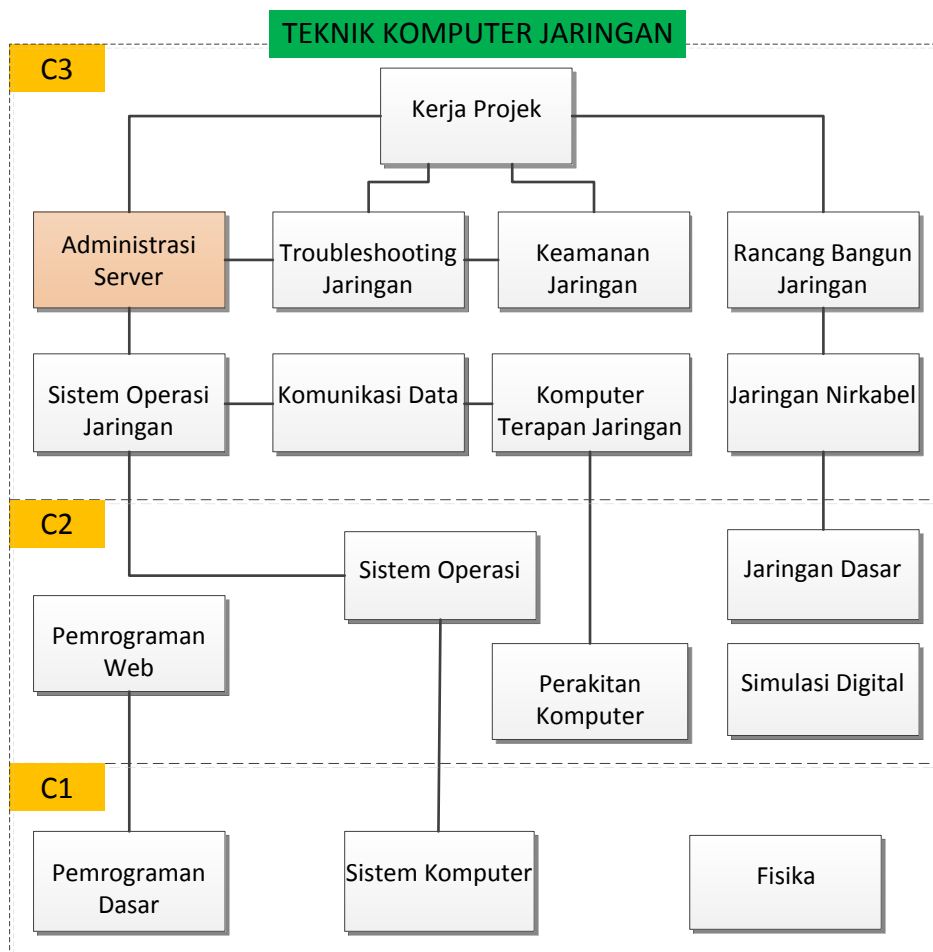 TEKNIK KOMPUTER JARINGAN
C3
Kerja Projek
Administrasi
Server
Troubleshooting
Jaringan
Keamanan
Jaringan
Rancang Bangun
Jaringan
Sistem Operasi
Jaringan
Komunikasi Data
Komputer
Terapan Jaringan
Jaringan Nirkabel
C2
Sistem Operasi
Jaringan Dasar
Pemrograman
Web
Perakitan
Komputer
Simulasi Digital
C1
Pemrograman
Dasar
Sistem Komputer
Fisika